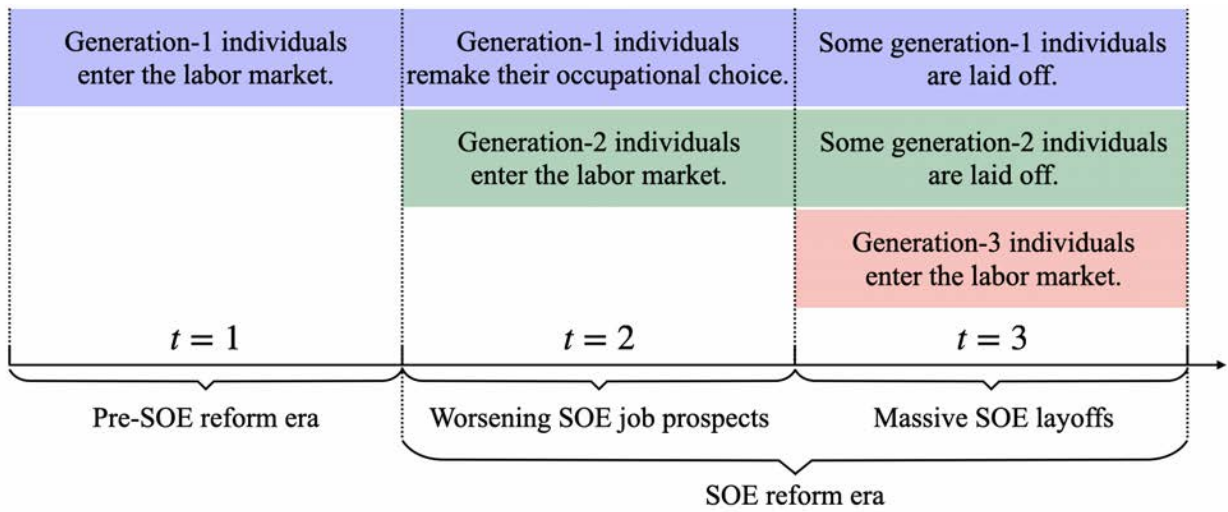 Generation-1 individuals
enter the labor market.
Generation-1 individuals
remake their occupational choice.
Some generation-1 individuals
are laid off.
Generation-2 individuals
enter the labor market.
Some generation-2 individuals
are laid off.
Generation-3 individuals
enter the labor market.
t = 1
t = 2
t = 3
Pre-SOE reform era
Worsening SOE job prospects
Massive SOE layoffs
SOE reform era